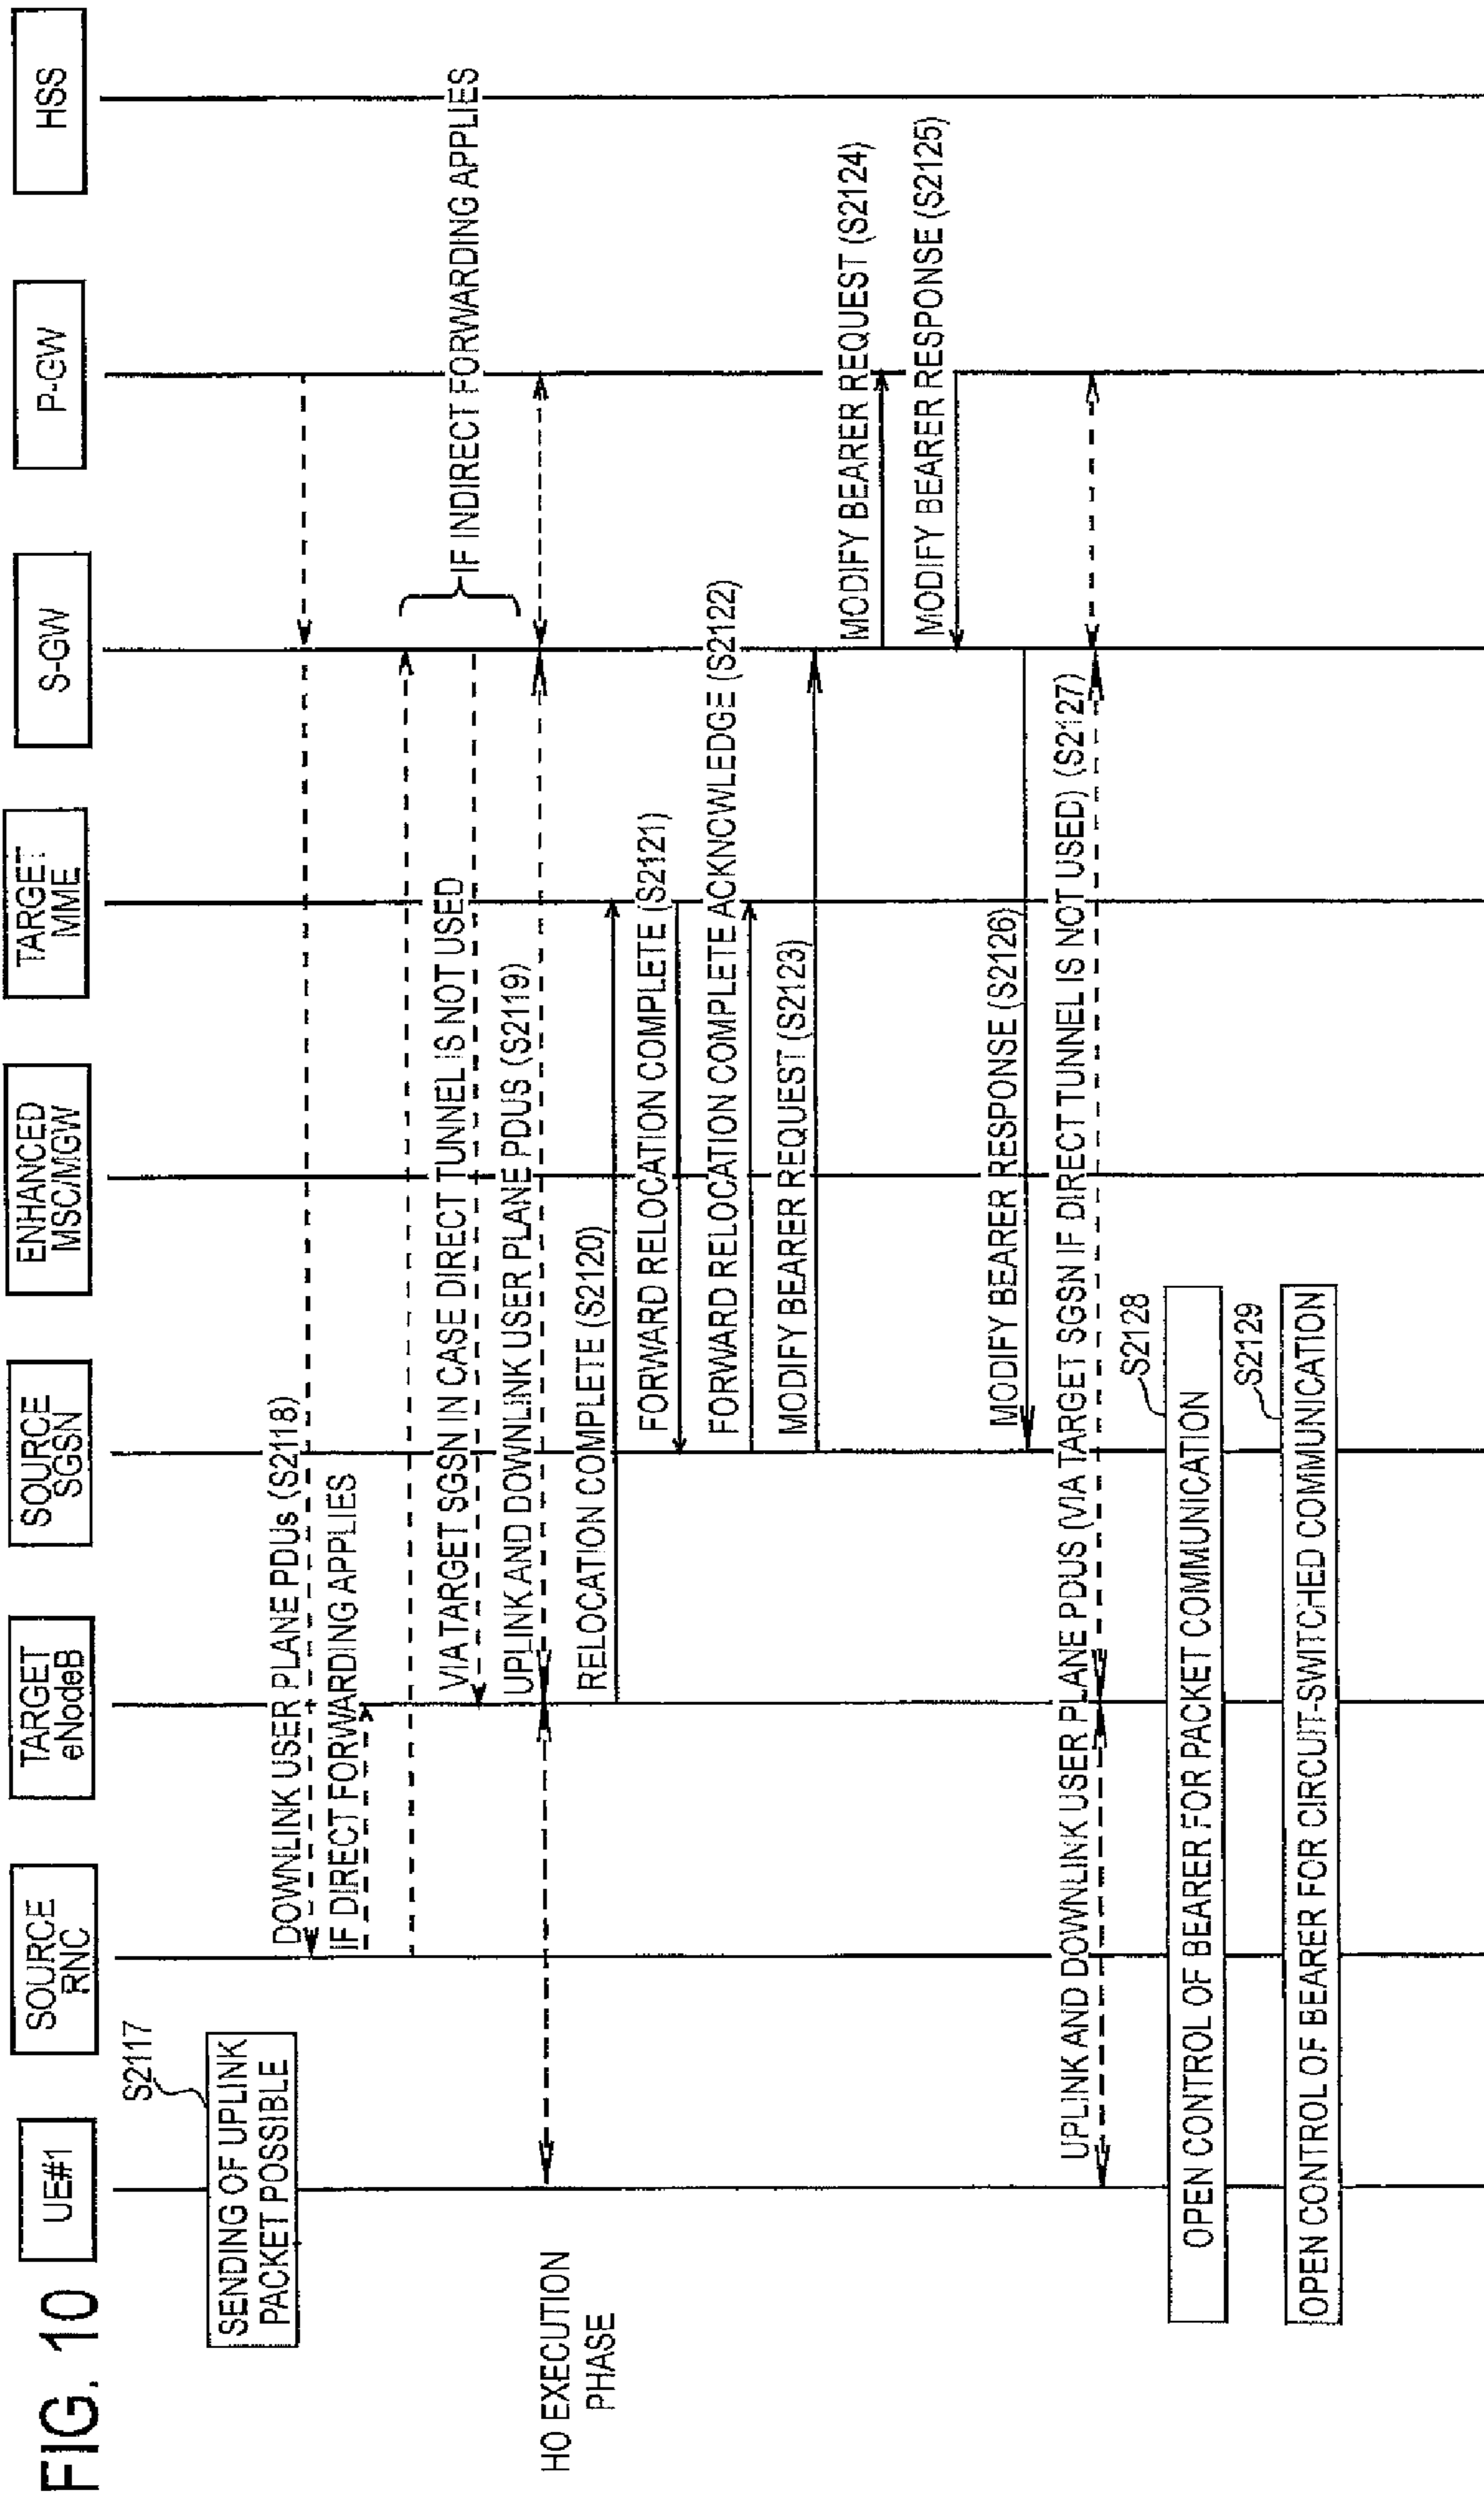 FIG. 10
UE#1
SOURCE
RNC
TARGET
eNodeB
SOURCE
SGSN
ENHANCED
MSC/MGW
TARGET
MME
S-GW
P-GW
HSS
S2117
SENDING OF UPLINK
PACKET POSSIBLE
DOWNLINK USER PLANE PDUs (S2118)
IF DIRECT FORWARDING APPLIES
IF INDIRECT FORWARDING APPLIES
VIA TARGET SGSN IN CASE DIRECT TUNNEL IS NOT USED
UPLINK AND DOWNLINK USER PLANE PDUS (S2119)
HO EXECUTION
PHASE
RELOCATION COMPLETE (S2120)
FORWARD RELOCATION COMPLETE (S2121)
FORWARD RELOCATION COMPLETE ACKNOWLEDGE (S2122)
MODIFY BEARER REQUEST (S2123)
MODIFY BEARER REQUEST (S2124)
MODIFY BEARER RESPONSE (S2125)
MODIFY BEARER RESPONSE (S2126)
UPLINK AND DOWNLINK USER PLANE PDUS (VIA TARGET SGSN IF DIRECT TUNNEL IS NOT USED) (S2127)
S2128
OPEN CONTROL OF BEARER FOR PACKET COMMUNICATION
S2129
OPEN CONTROL OF BEARER FOR CIRCUIT-SWITCHED COMMUNICATION